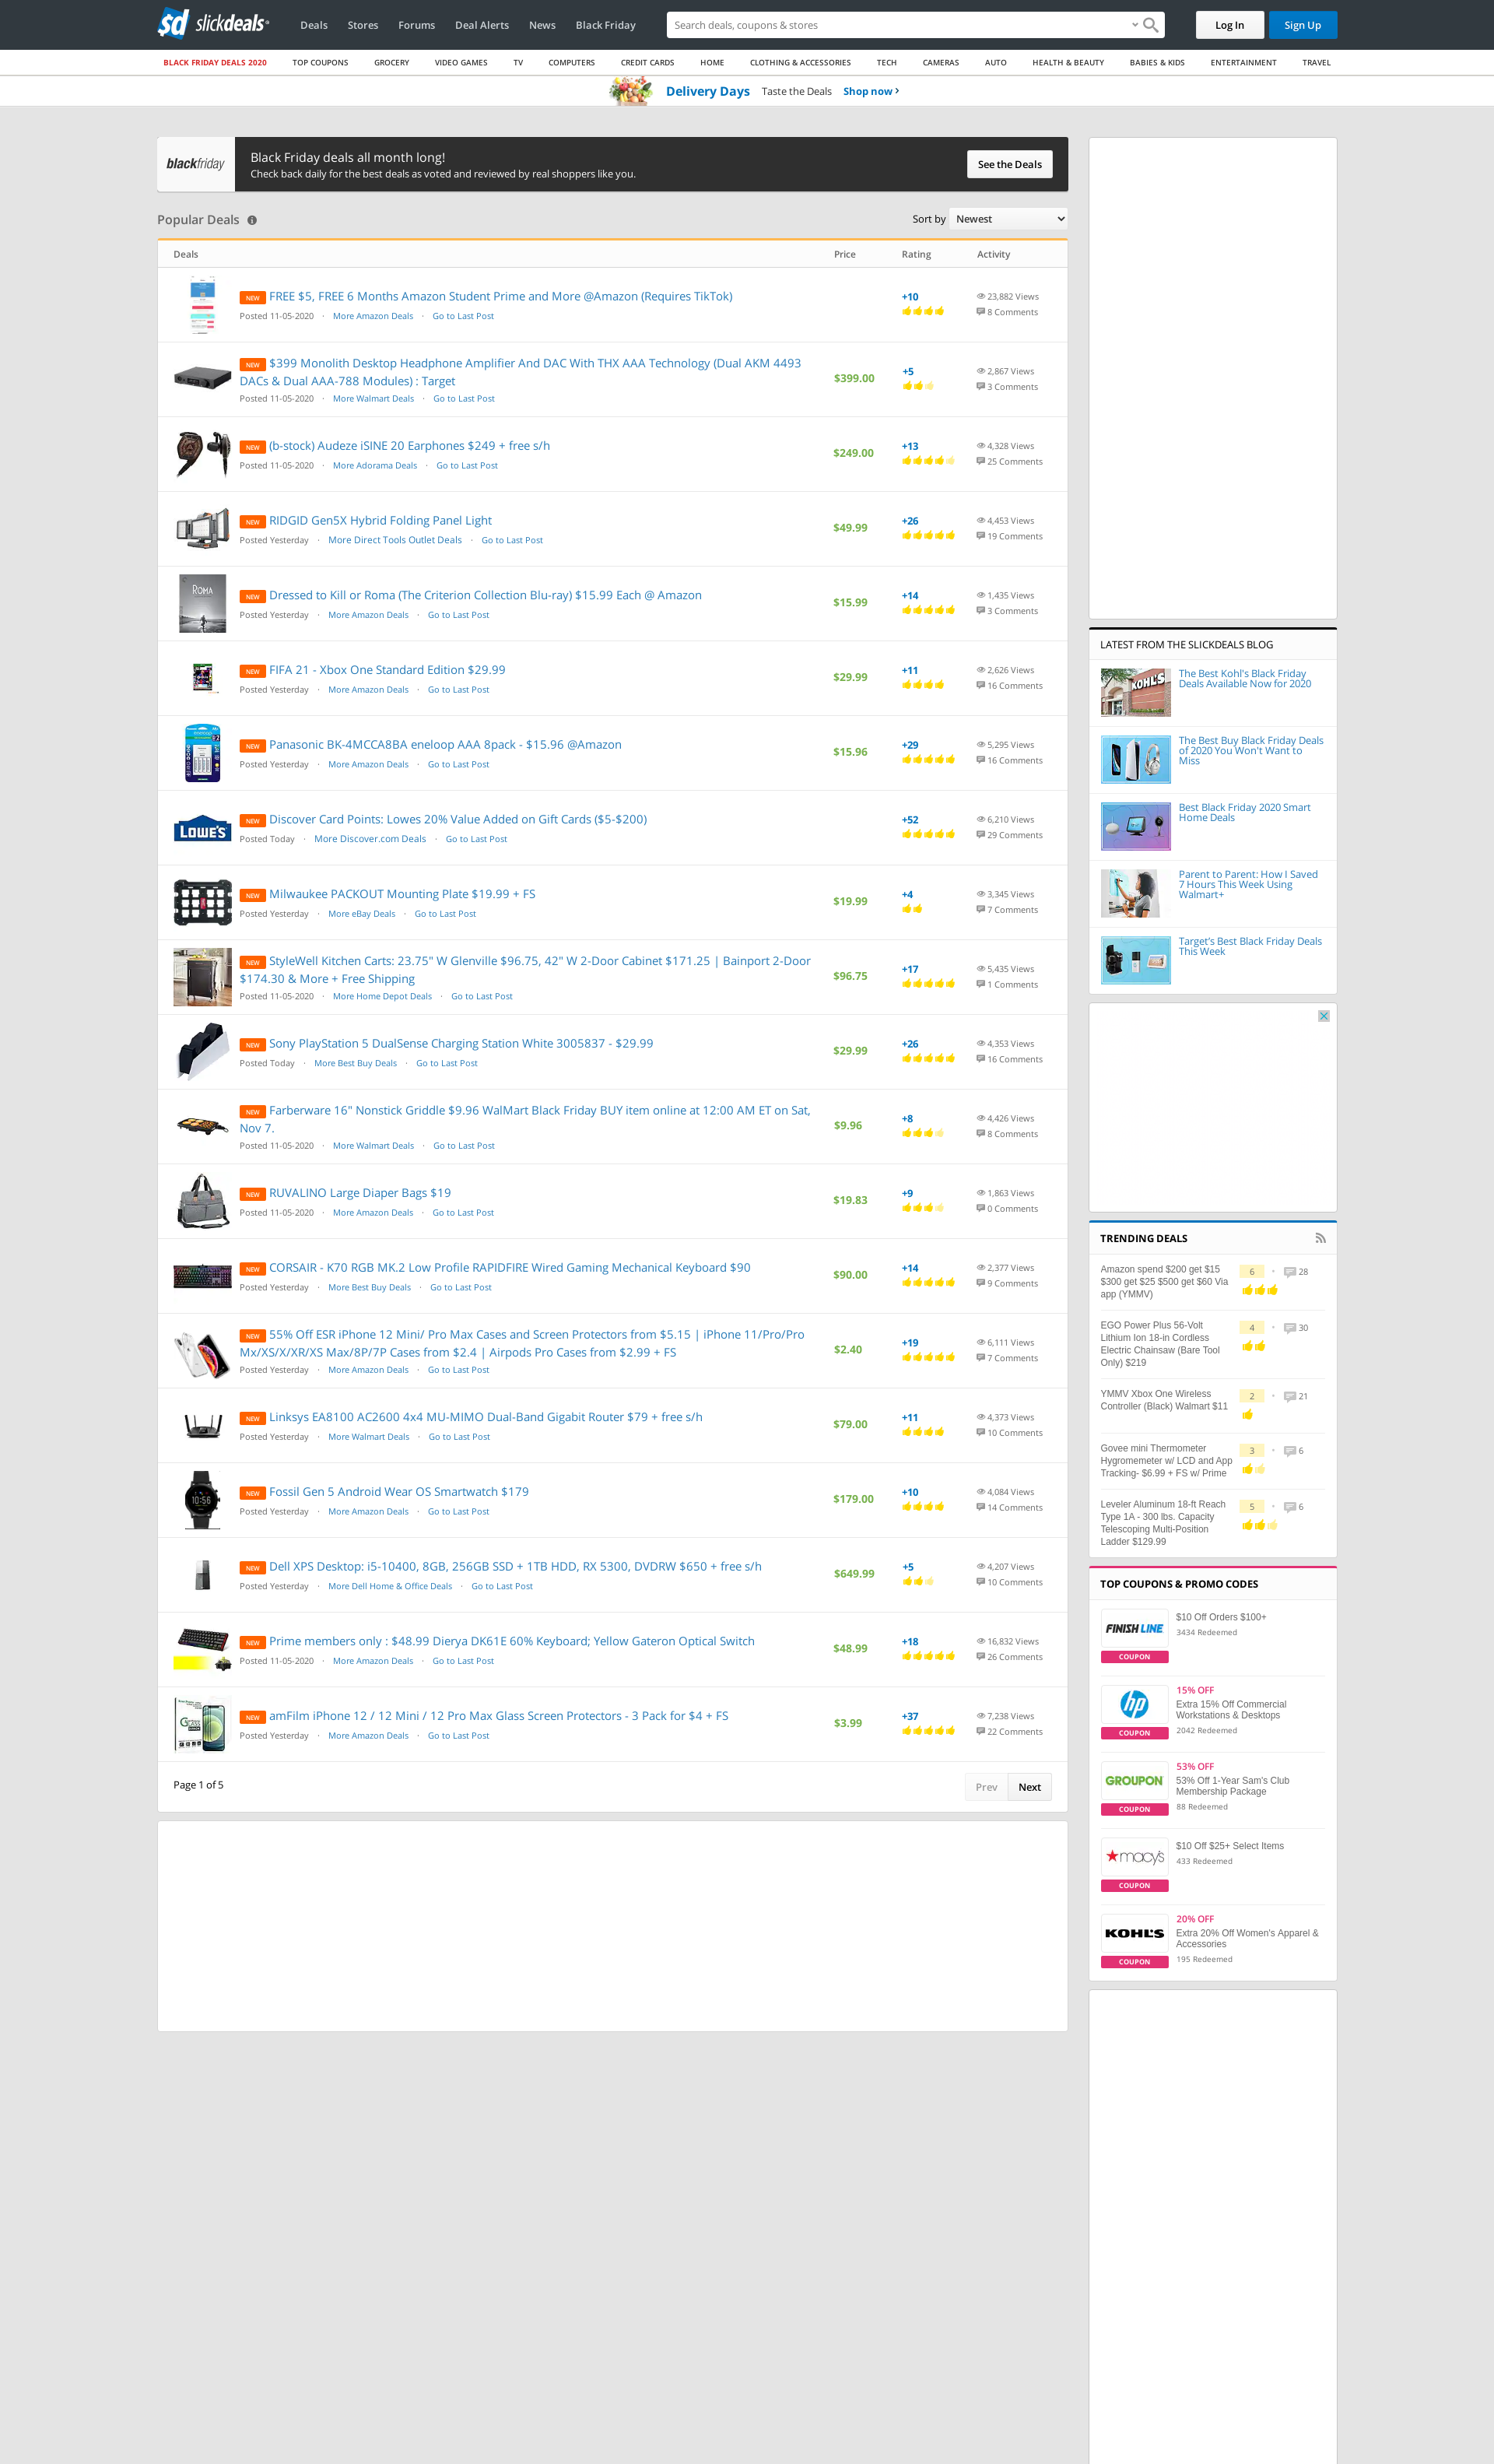 sd slickdeals
Deals Stores Forums Deal Alerts News Black Friday
Search deals, coupons & stores
Log In Sign Up
BLACK FRIDAY DEALS 2020 TOP COUPONS GROCERY VIDEO GAMES TV COMPUTERS CREDIT CARDS HOME CLOTHING & ACCESSORIES TECH CAMERAS AUTO HEALTH & BEAUTY BABIES & KIDS ENTERTAINMENT TRAVEL
Delivery Days Taste the Deals Shop now
blackfriday
Black Friday deals all month long!
Check back daily for the best deals as voted and reviewed by real shoppers like you.
See the Deals
Popular Deals
Sort by Newest
Deals Price Rating Activity
NEW FREE $5, FREE 6 Months Amazon Student Prime and More @Amazon (Requires TikTok)
Posted 11-05-2020 · More Amazon Deals · Go to Last Post
+10
23,882 Views
8 Comments
NEW $399 Monolith Desktop Headphone Amplifier And DAC With THX AAA Technology (Dual AKM 4493
DACs & Dual AAA-788 Modules) : Target
Posted 11-05-2020 · More Walmart Deals · Go to Last Post
$399.00
+5
2,867 Views
3 Comments
NEW (b-stock) Audeze iSINE 20 Earphones $249 + free s/h
Posted 11-05-2020 · More Adorama Deals · Go to Last Post
$249.00
+13
4,328 Views
25 Comments
NEW RIDGID Gen5X Hybrid Folding Panel Light
Posted Yesterday · More Direct Tools Outlet Deals · Go to Last Post
$49.99
+26
4,453 Views
19 Comments
ROMA
NEW Dressed to Kill or Roma (The Criterion Collection Blu-ray) $15.99 Each @ Amazon
Posted Yesterday · More Amazon Deals · Go to Last Post
$15.99
+14
1,435 Views
3 Comments
NEW FIFA 21 - Xbox One Standard Edition $29.99
Posted Yesterday · More Amazon Deals · Go to Last Post
$29.99
+11
2,626 Views
16 Comments
NEW Panasonic BK-4MCCA8BA eneloop AAA 8pack - $15.96 @Amazon
Posted Yesterday · More Amazon Deals · Go to Last Post
$15.96
+29
5,295 Views
16 Comments
LOWE'S
NEW Discover Card Points: Lowes 20% Value Added on Gift Cards ($5-$200)
Posted Today · More Discover.com Deals · Go to Last Post
+52
6,210 Views
29 Comments
NEW Milwaukee PACKOUT Mounting Plate $19.99 + FS
Posted Yesterday · More eBay Deals · Go to Last Post
$19.99
+4
3,345 Views
7 Comments
NEW StyleWell Kitchen Carts: 23.75" W Glenville $96.75, 42" W 2-Door Cabinet $171.25 | Bainport 2-Door
$174.30 & More + Free Shipping
Posted 11-05-2020 · More Home Depot Deals · Go to Last Post
$96.75
+17
5,435 Views
1 Comments
NEW Sony PlayStation 5 DualSense Charging Station White 3005837 - $29.99
Posted Today · More Best Buy Deals · Go to Last Post
$29.99
+26
4,353 Views
16 Comments
NEW Farberware 16" Nonstick Griddle $9.96 WalMart Black Friday BUY item online at 12:00 AM ET on Sat,
Nov 7.
Posted 11-05-2020 · More Walmart Deals · Go to Last Post
$9.96
+8
4,426 Views
8 Comments
NEW RUVALINO Large Diaper Bags $19
Posted 11-05-2020 · More Amazon Deals · Go to Last Post
$19.83
+9
1,863 Views
0 Comments
NEW CORSAIR - K70 RGB MK.2 Low Profile RAPIDFIRE Wired Gaming Mechanical Keyboard $90
Posted Yesterday · More Best Buy Deals · Go to Last Post
$90.00
+14
2,377 Views
9 Comments
NEW 55% Off ESR iPhone 12 Mini/ Pro Max Cases and Screen Protectors from $5.15 | iPhone 11/Pro/Pro
Mx/XS/X/XR/XS Max/8P/7P Cases from $2.4 | Airpods Pro Cases from $2.99 + FS
Posted Yesterday · More Amazon Deals · Go to Last Post
$2.40
+19
6,111 Views
7 Comments
NEW Linksys EA8100 AC2600 4x4 MU-MIMO Dual-Band Gigabit Router $79 + free s/h
Posted Yesterday · More Walmart Deals · Go to Last Post
$79.00
+11
4,373 Views
10 Comments
10:56
NEW Fossil Gen 5 Android Wear OS Smartwatch $179
Posted Yesterday · More Amazon Deals · Go to Last Post
$179.00
+10
4,084 Views
14 Comments
NEW Dell XPS Desktop: i5-10400, 8GB, 256GB SSD + 1TB HDD, RX 5300, DVDRW $650 + free s/h
Posted Yesterday · More Dell Home & Office Deals · Go to Last Post
$649.99
+5
4,207 Views
10 Comments
NEW Prime members only : $48.99 Dierya DK61E 60% Keyboard; Yellow Gateron Optical Switch
Posted 11-05-2020 · More Amazon Deals · Go to Last Post
$48.99
+18
16,832 Views
26 Comments
NEW amFilm iPhone 12 / 12 Mini / 12 Pro Max Glass Screen Protectors - 3 Pack for $4 + FS
Posted Yesterday · More Amazon Deals · Go to Last Post
$3.99
+37
7,238 Views
22 Comments
Page 1 of 5
Prev Next
LATEST FROM THE SLICKDEALS BLOG
KOHL'S
The Best Kohl's Black Friday
Deals Available Now for 2020
The Best Buy Black Friday Deals
of 2020 You Won't Want to
Miss
Best Black Friday 2020 Smart
Home Deals
Parent to Parent: How I Saved
7 Hours This Week Using
Walmart+
Target's Best Black Friday Deals
This Week
TRENDING DEALS
Amazon spend $200 get $15
$300 get $25 $500 get $60 Via
app (YMMV)
6 28
EGO Power Plus 56-Volt
Lithium Ion 18-in Cordless
Electric Chainsaw (Bare Tool
Only) $219
4 30
YMMV Xbox One Wireless
Controller (Black) Walmart $11
2 21
Govee mini Thermometer
Hygromemeter w/ LCD and App
Tracking- $6.99 + FS w/ Prime
3 6
Leveler Aluminum 18-ft Reach
Type 1A - 300 lbs. Capacity
Telescoping Multi-Position
Ladder $129.99
5 6
TOP COUPONS & PROMO CODES
FINISH LINE
COUPON
$10 Off Orders $100+
3434 Redeemed
hp
COUPON
15% OFF
Extra 15% Off Commercial
Workstations & Desktops
2042 Redeemed
GROUPON
COUPON
53% OFF
53% Off 1-Year Sam's Club
Membership Package
88 Redeemed
macy's
COUPON
$10 Off $25+ Select Items
433 Redeemed
KOHL'S
COUPON
20% OFF
Extra 20% Off Women's Apparel &
Accessories
195 Redeemed